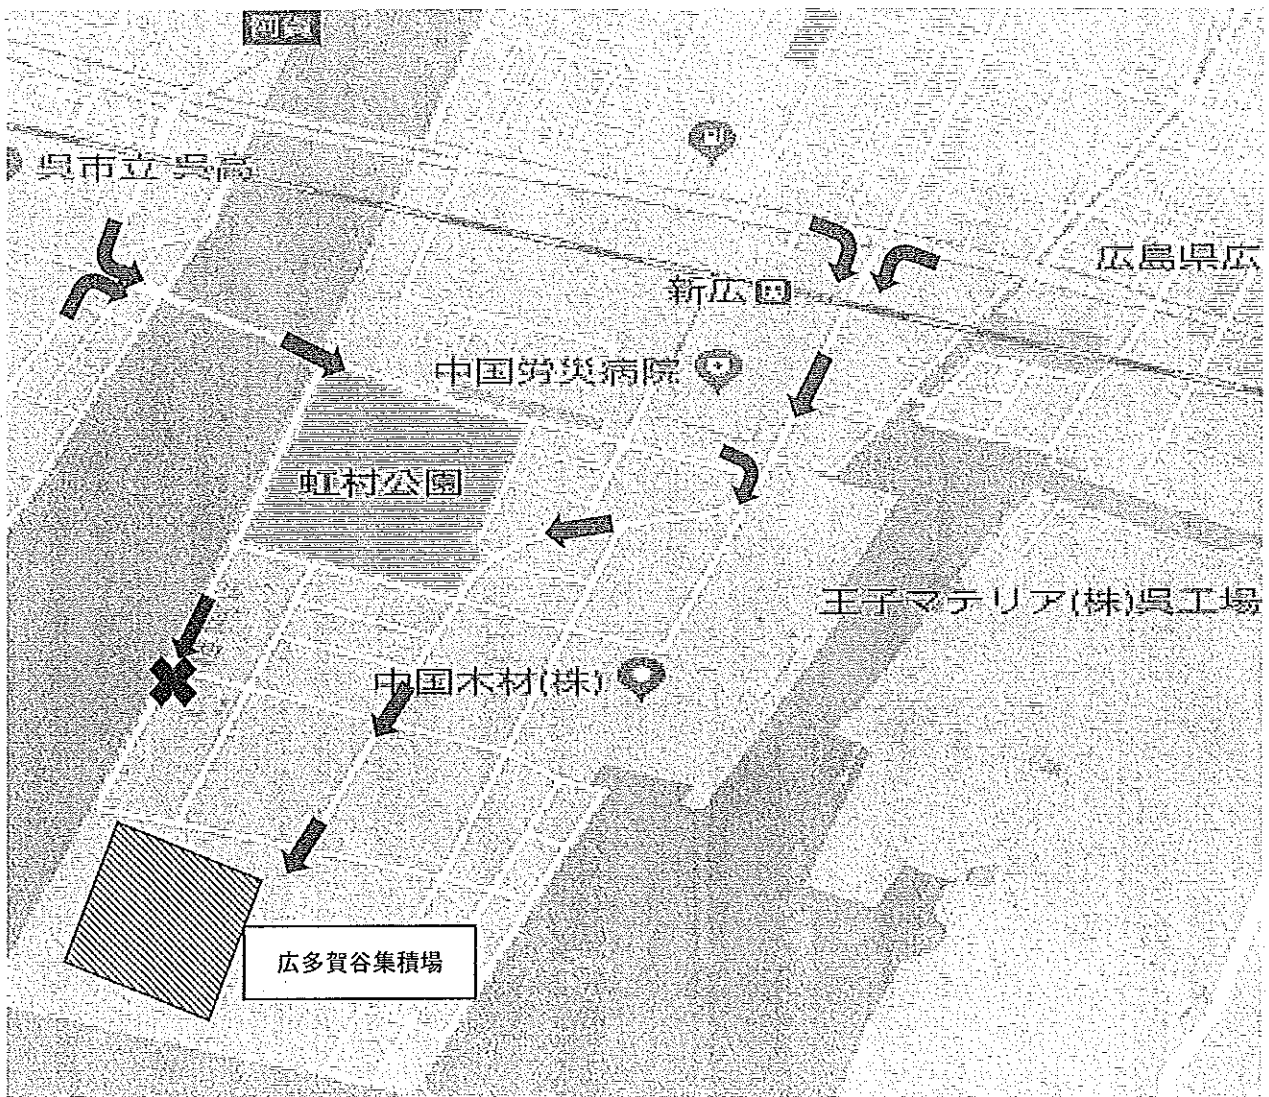 阿賀
呉市立 呉高
広島県広
新広
中国労災病院
虹村公園
王子マテリア(株)呉工場
中国木材(株)
広多賀谷集積場